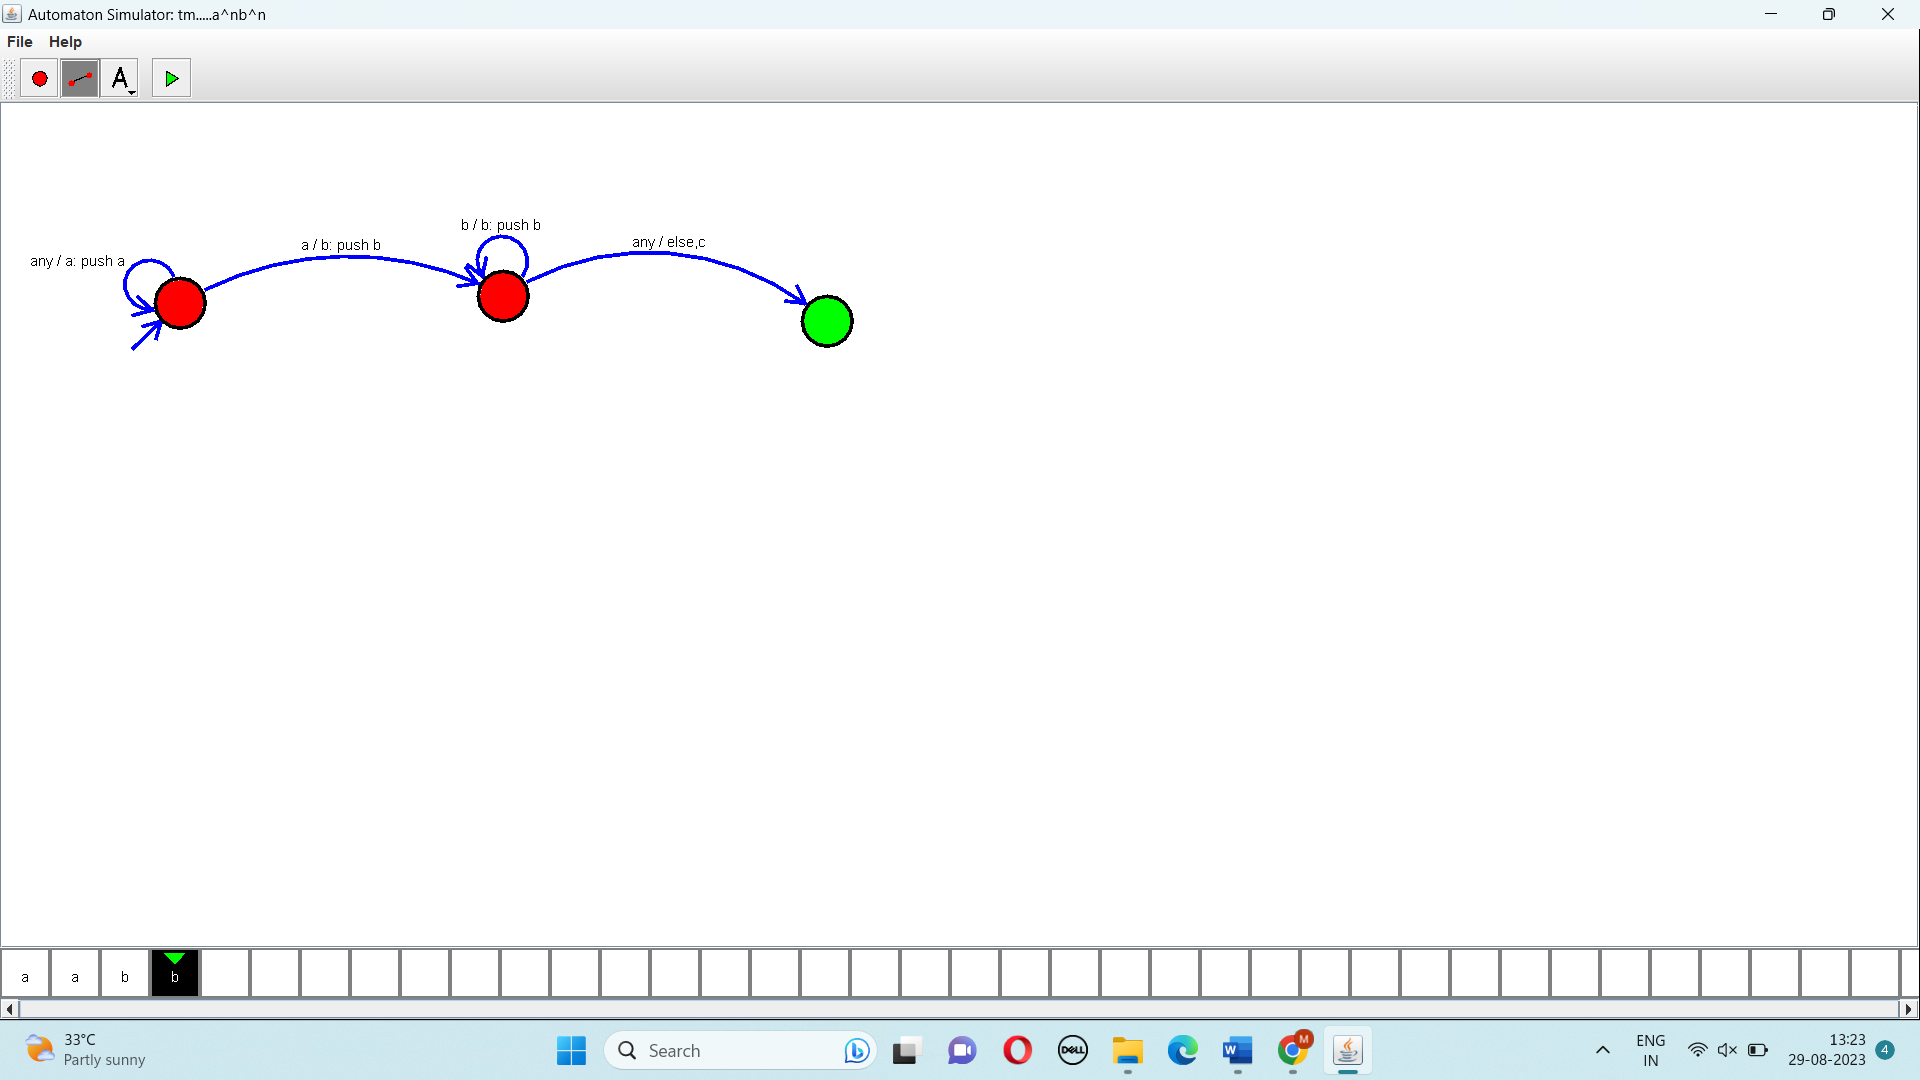 Automaton Simulator: tm.....a^nb^n
File Help
A
b / b: push b
a / b: push b
any / else,c
any / a: push a
a a b b
33°C
Partly sunny
Search
DELL
M
ENG
IN
13:23
29-08-2023
4